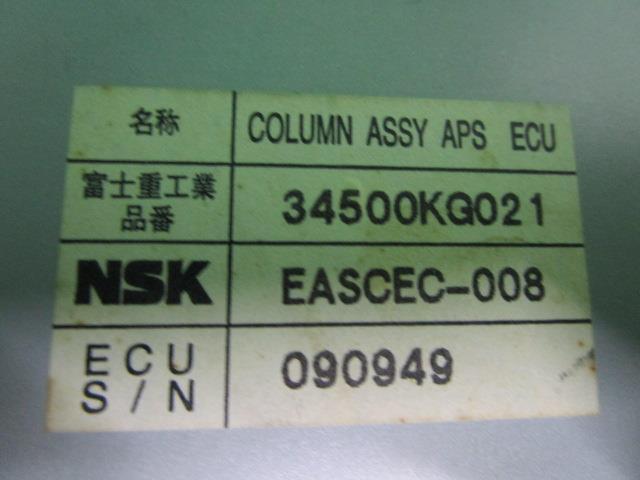 名称 COLUMN ASSY APS ECU
富士重工業
品番 34500KG021
NSK EASCEC-008
ECU
S/N 090949